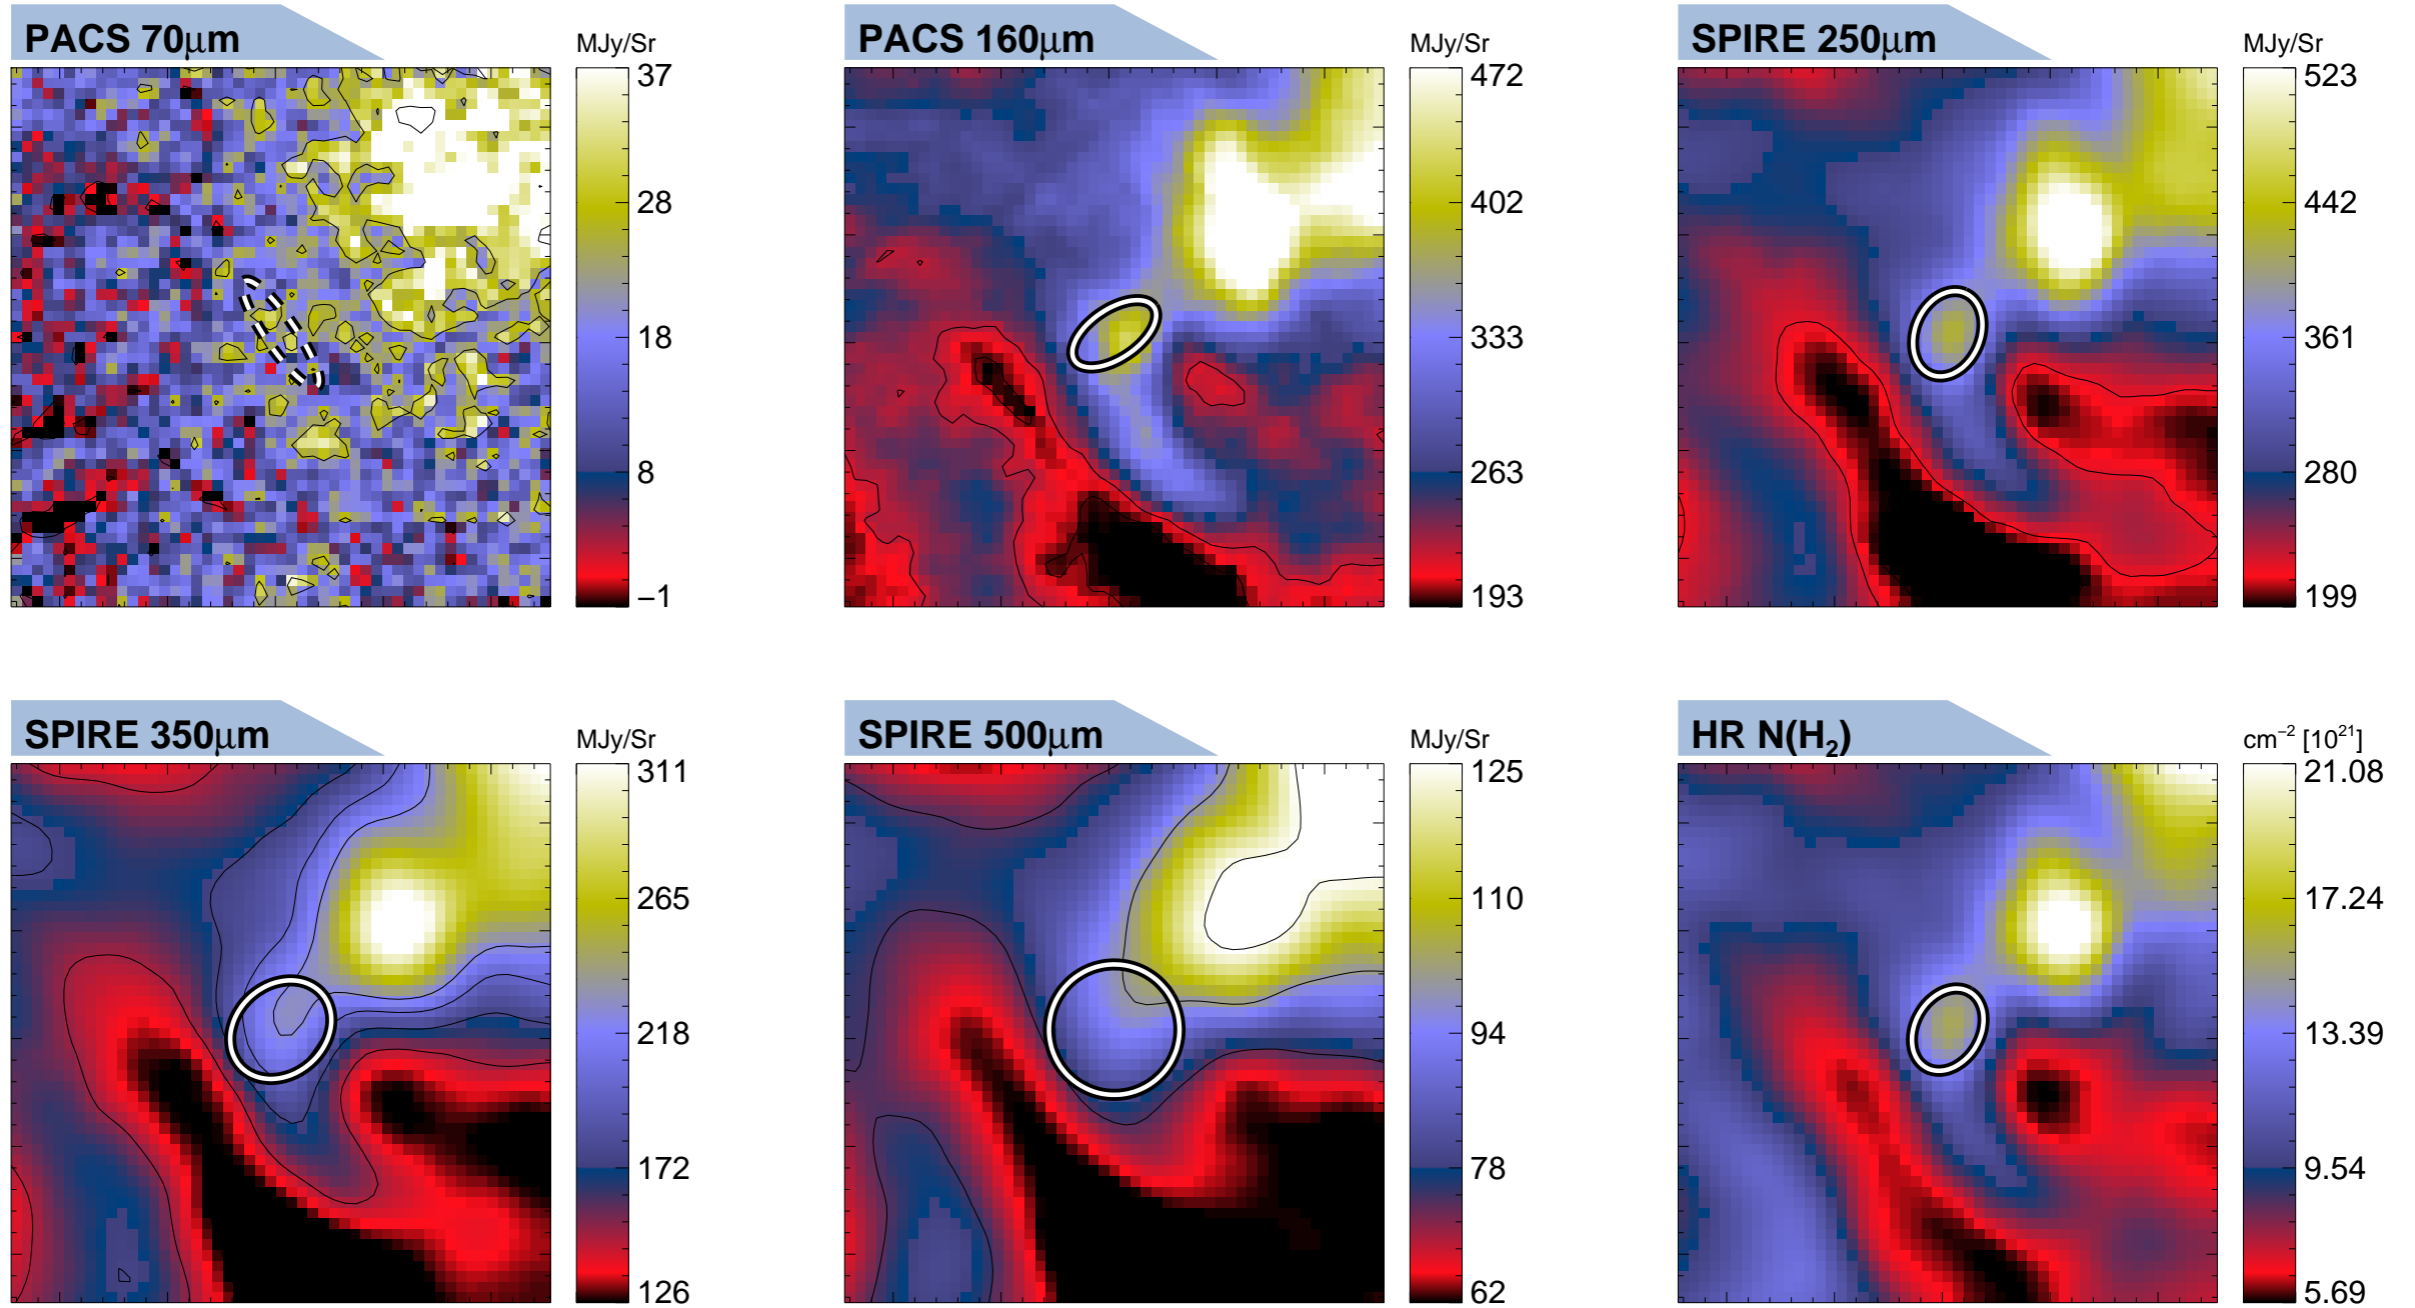 PACS 70μm
MJy/Sr
37
28
18
8
−1
PACS 160μm
MJy/Sr
472
402
333
263
193
SPIRE 250μm
MJy/Sr
523
442
361
280
199
SPIRE 350μm
MJy/Sr
311
265
218
172
126
SPIRE 500μm
MJy/Sr
125
110
94
78
62
HR N(H₂)
cm⁻² [10²¹]
21.08
17.24
13.39
9.54
5.69